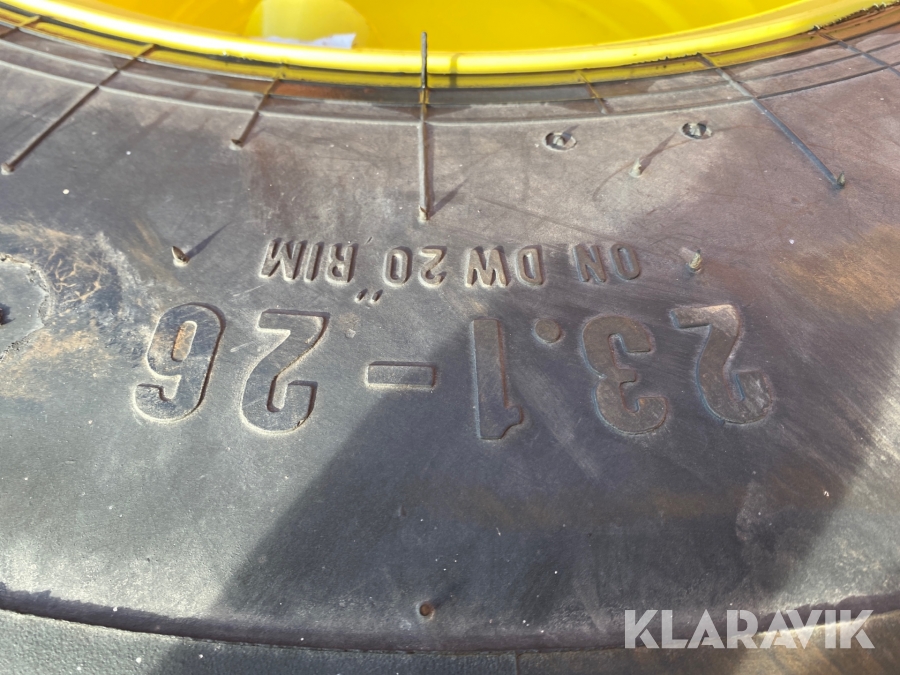 23.1-26
ON DW 20" RIM
KLARAVIK